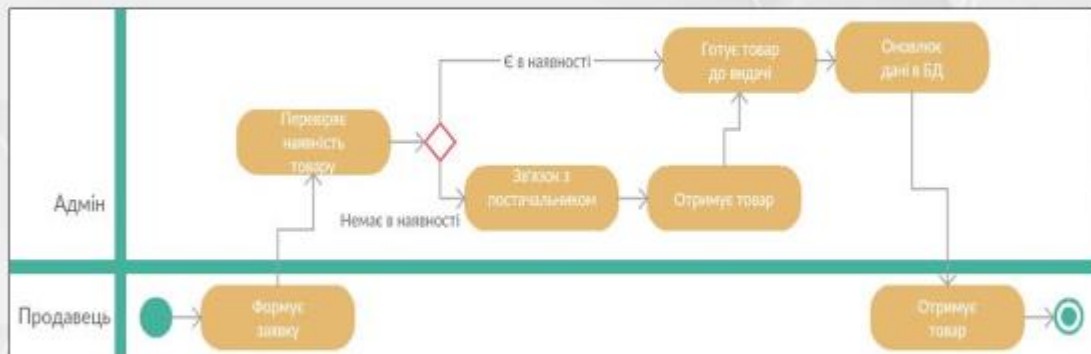 Адмін
Продавець
Формує
заявку
Перевіряє
наявність
товару
Є в наявності
Немає в наявності
Зв'язок з
постачальником
Отримує товар
Готує товар
до видачі
Оновлює
дані в БД
Отримує
товар